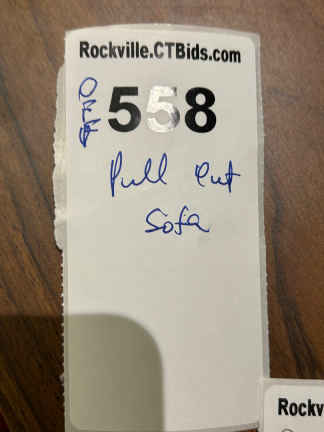 Rockville.CTBids.com
OFF 558
Pull out
Sofa
Rockv